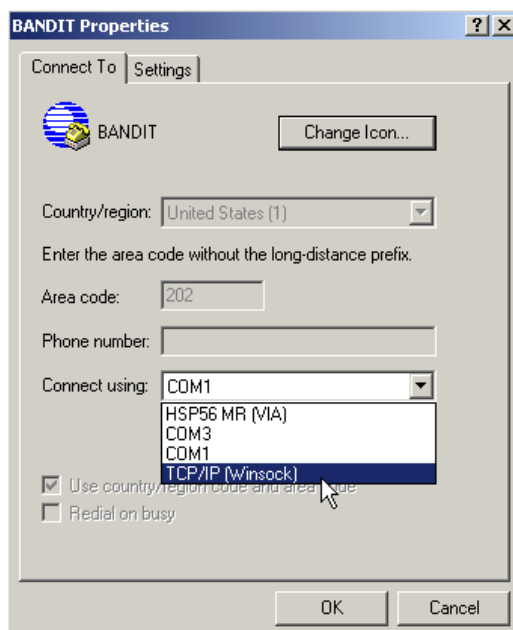 BANDIT Properties
Connect To Settings
BANDIT
Change Icon...
Country/region: United States (1)
Enter the area code without the long-distance prefix.
Area code: 202
Phone number:
Connect using: COM1
HSP56 MR (VIA)
COM3
COM1
TCP/IP (Winsock)
Use country/region code and area code
Redial on busy
OK Cancel